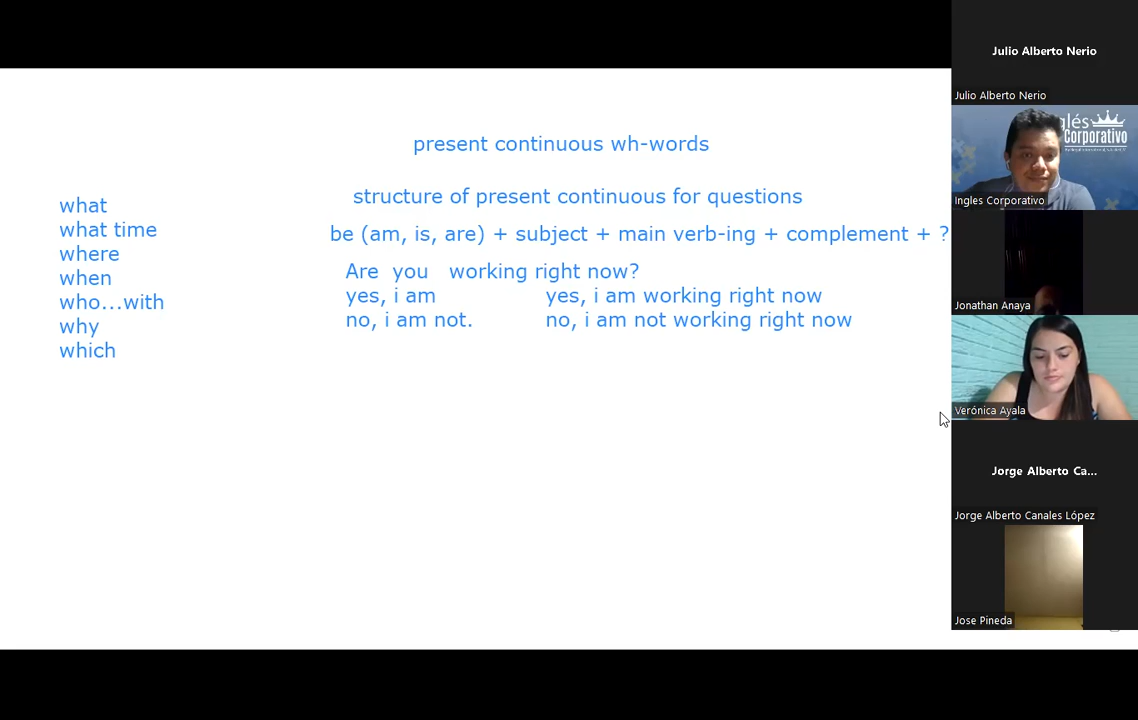 present continuous wh-words
structure of present continuous for questions
be (am, is, are) + subject + main verb-ing + complement + ?
Are you working right now?
yes, i am yes, i am working right now
no, i am not. no, i am not working right now
what
what time
where
when
who...with
why
which
Julio Alberto Nerio
Julio Alberto Nerio
glés
Corporativo
Ingles Corporativo
Jonathan Anaya
Verónica Ayala
Jorge Alberto Ca...
Jorge Alberto Canales López
Jose Pineda